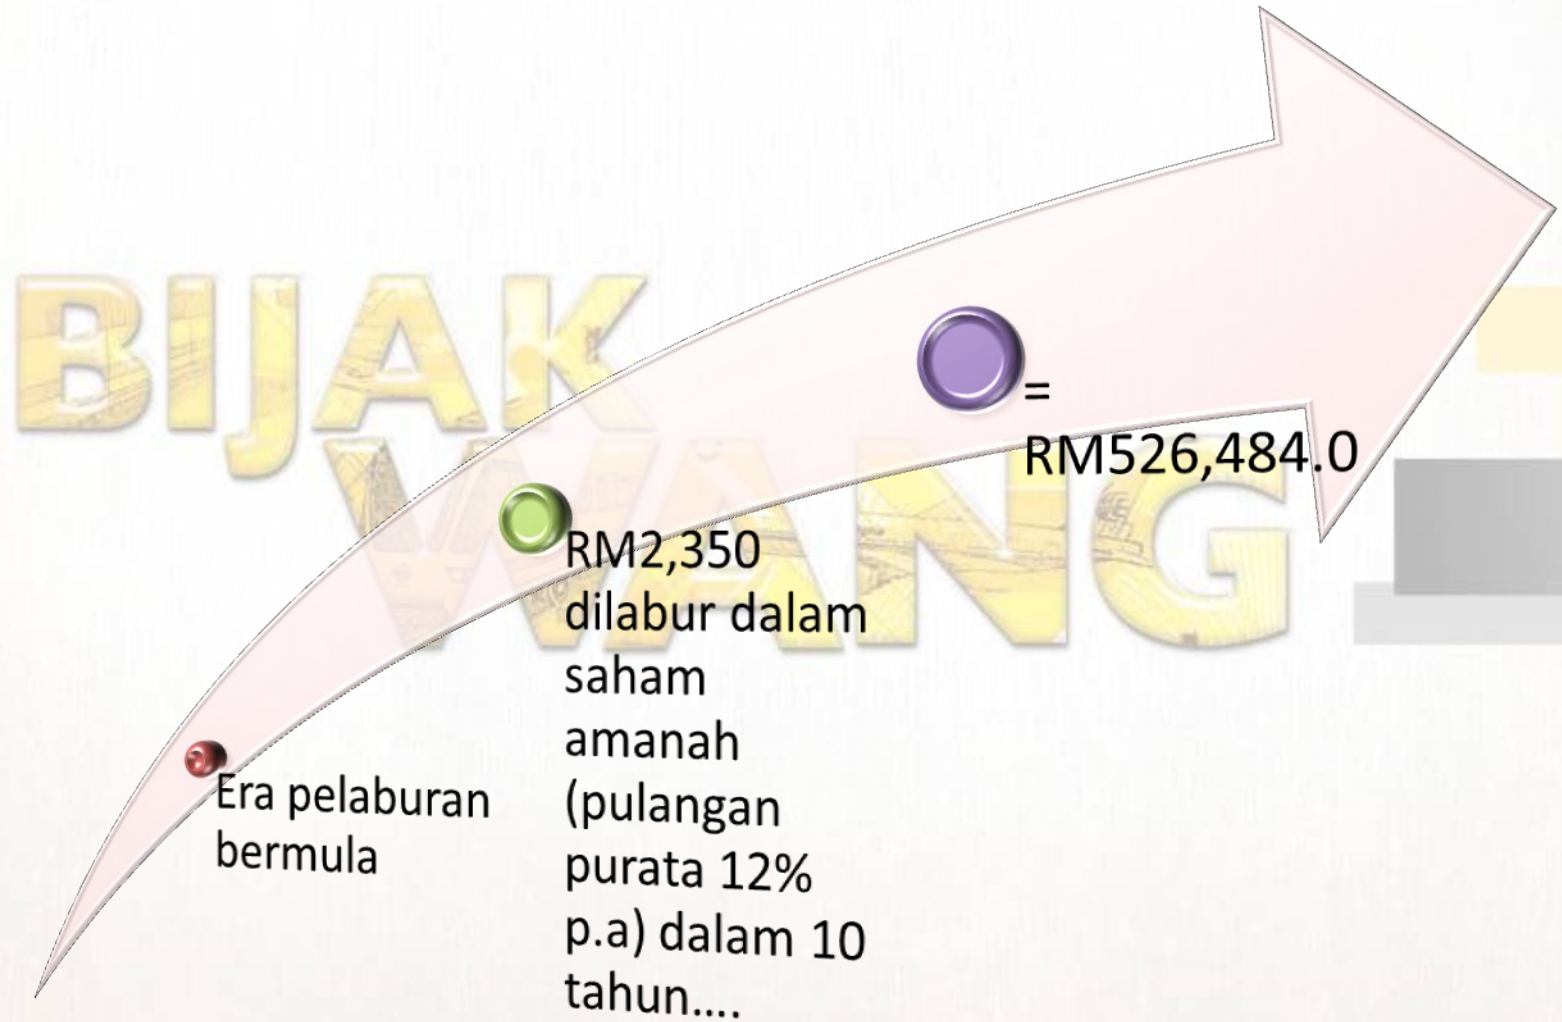 BIJAK
WANG
Era pelaburan
bermula
RM2,350
dilabur dalam
saham
amanah
(pulangan
purata 12%
p.a) dalam 10
tahun....
=
RM526,484.0